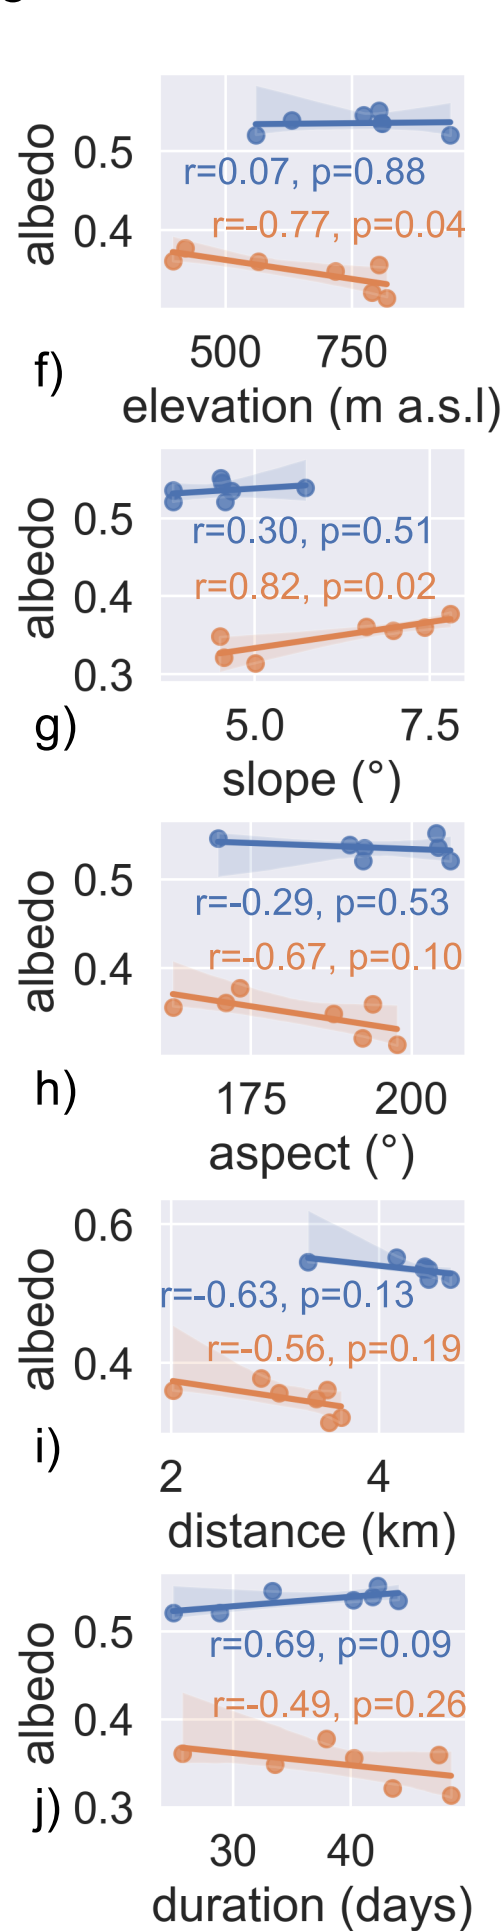 albedo
0.5
r=0.07, p=0.88
0.4
r=-0.77, p=0.04
500 750
f)
elevation (m a.s.l)
albedo
0.5
r=0.30, p=0.51
0.4
r=0.82, p=0.02
0.3
g)
5.0 7.5
slope (°)
albedo
0.5
r=-0.29, p=0.53
0.4
r=-0.67, p=0.10
h)
175 200
aspect (°)
albedo
0.6
r=-0.63, p=0.13
0.4
r=-0.56, p=0.19
i)
2 4
distance (km)
albedo
0.5
r=0.69, p=0.09
0.4
r=-0.49, p=0.26
j)
0.3
30 40
duration (days)